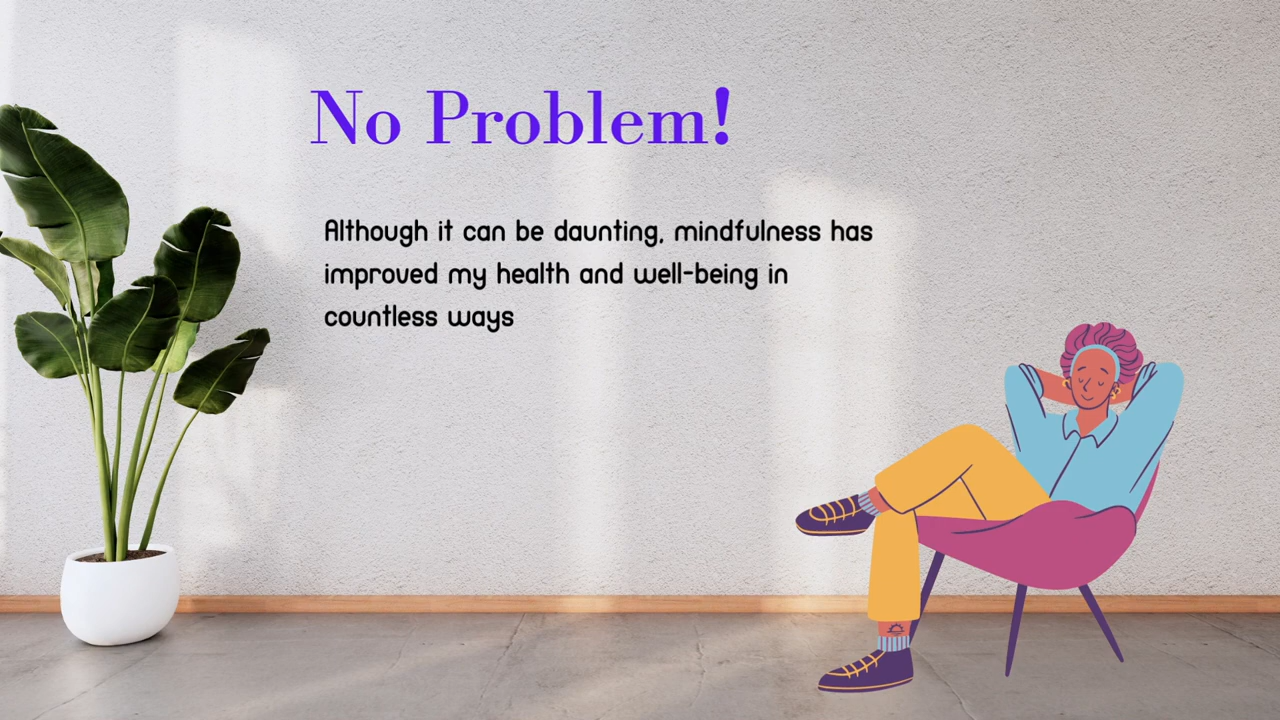 No Problem!
Although it can be daunting, mindfulness has
improved my health and well-being in
countless ways